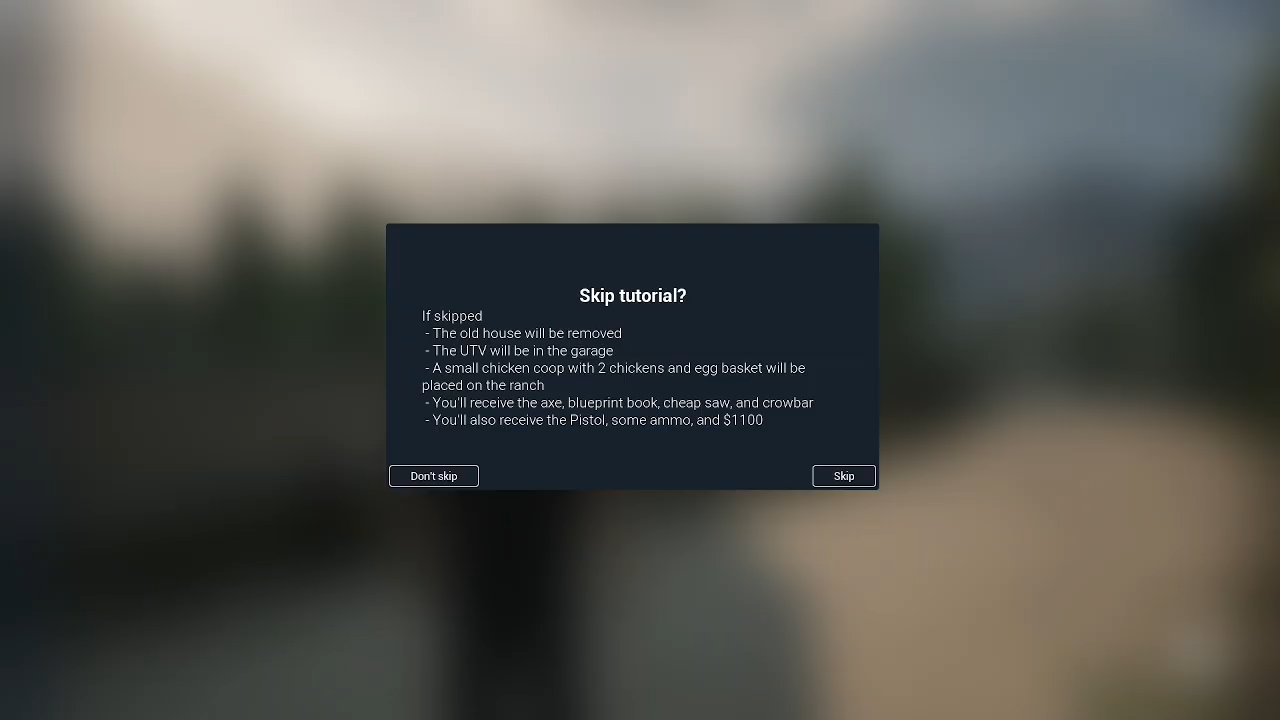 Skip tutorial?
If skipped
- The old house will be removed
- The UTV will be in the garage
- A small chicken coop with 2 chickens and egg basket will be
placed on the ranch
- You'll receive the axe, blueprint book, cheap saw, and crowbar
- You'll also receive the Pistol, some ammo, and $1100
Don't skip
Skip